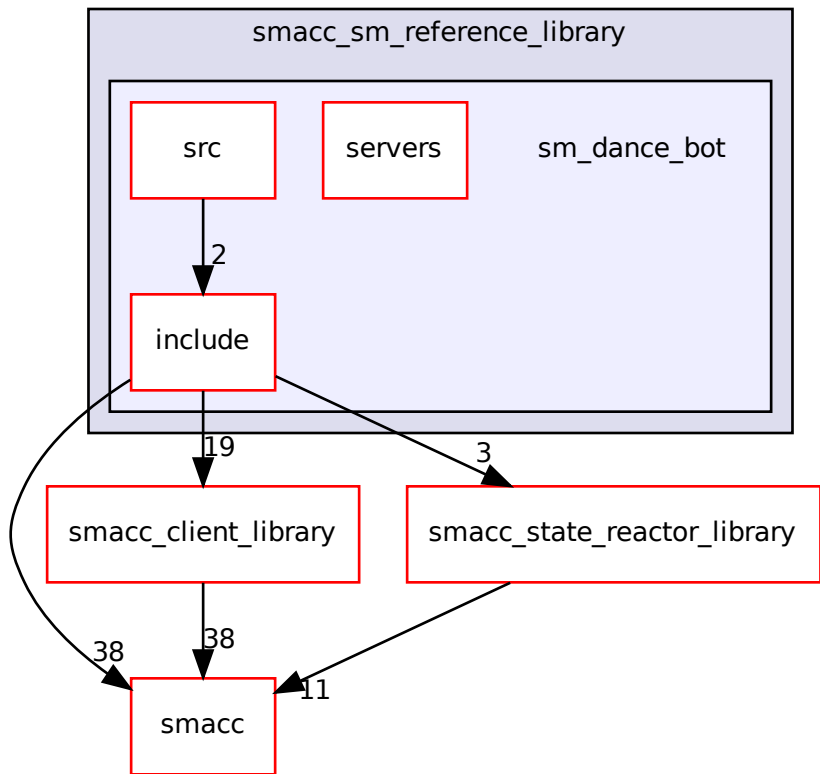 smacc_sm_reference_library
src
servers
sm_dance_bot
2
include
19
3
smacc_client_library
smacc_state_reactor_library
38
38
11
smacc